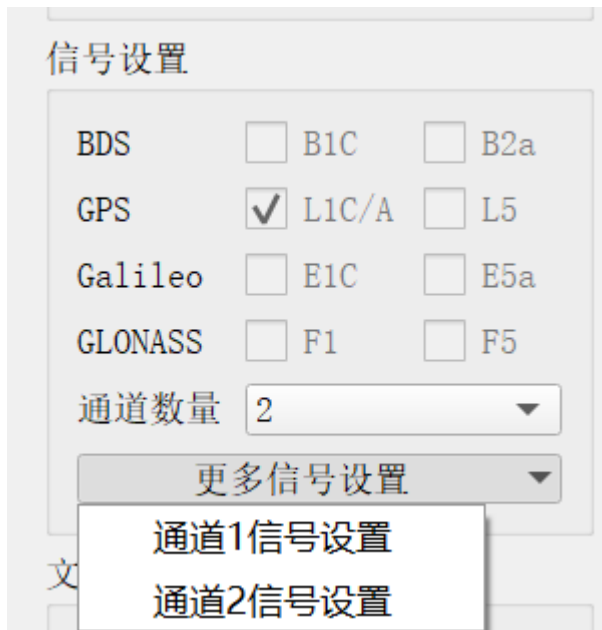 信号设置
BDS B1C B2a
GPS L1C/A L5
Galileo E1C E5a
GLONASS F1 F5
通道数量 2
更多信号设置
通道1信号设置
文
通道2信号设置